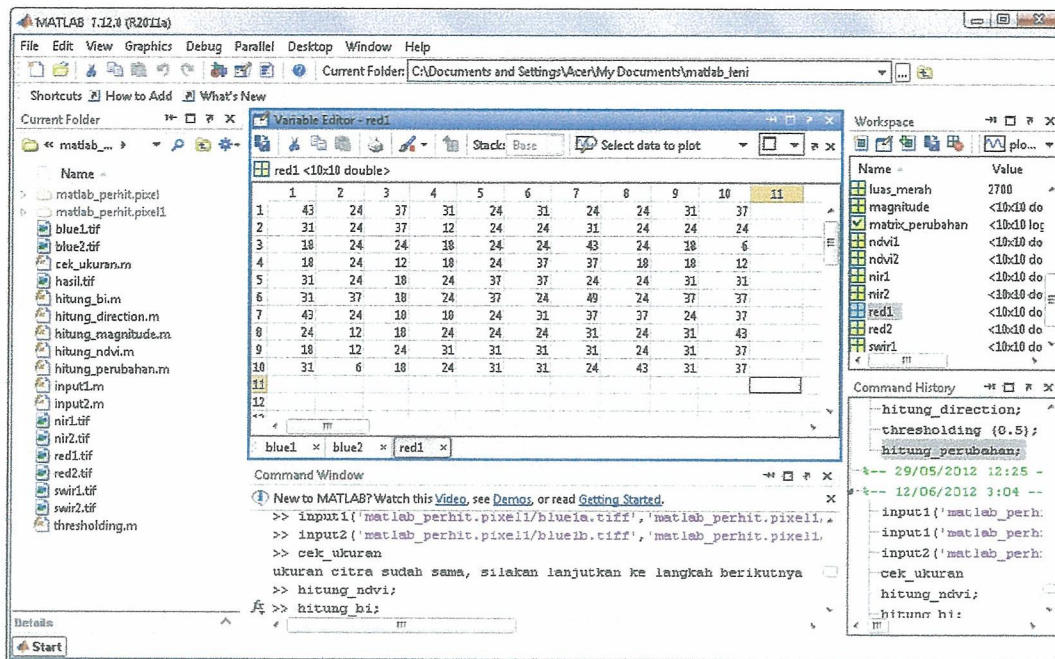 MATLAB 7.12.0 (R2011a)
File Edit View Graphics Debug Parallel Desktop Window Help
Current Folder: C:\Documents and Settings\Acer\My Documents\matlab_leni
Shortcuts How to Add What's New
Current Folder
« matlab_...
Name
matlab_perhit.pixel
matlab_perhit.pixel1
blue1.tif
blue2.tif
cek_ukuran.m
hasil.tif
hitung_bi.m
hitung_direction.m
hitung_magnitude.m
hitung_ndvi.m
hitung_perubahan.m
input1.m
input2.m
nir1.tif
nir2.tif
red1.tif
red2.tif
swir1.tif
swir2.tif
thresholding.m
Details
Start
Variable Editor - red1
Stack: Base Select data to plot
red1 <10x10 double>
1 2 3 4 5 6 7 8 9 10 11
1 43 24 37 31 24 31 24 24 31 37
2 31 24 37 12 24 24 31 24 24 24
3 18 24 24 18 24 24 43 24 18 6
4 18 24 12 18 24 37 37 18 18 12
5 31 24 18 24 37 37 24 24 31 31
6 31 37 18 24 37 24 49 24 37 37
7 43 24 18 18 24 31 37 37 24 37
8 24 12 18 24 24 24 31 24 31 43
9 18 12 24 31 31 31 31 24 31 37
10 31 6 18 24 31 31 24 43 31 37
11
12
blue1 × blue2 × red1 ×
Command Window
New to MATLAB? Watch this Video, see Demos, or read Getting Started.
>> input1('matlab_perhit.pixel1/blue1a.tiff','matlab_perhit.pixel1,
>> input2('matlab_perhit.pixel1/blue1b.tiff','matlab_perhit.pixel1,
>> cek_ukuran
ukuran citra sudah sama, silakan lanjutkan ke langkah berikutnya
>> hitung_ndvi;
fx >> hitung_bi;
Workspace
plo...
Name Value
luas_merah 2700
magnitude <10x10 do
matrix_perubahan <10x10 log
ndvi1 <10x10 do
ndvi2 <10x10 do
nir1 <10x10 do
nir2 <10x10 do
red1 <10x10 do
red2 <10x10 do
swir1 <10x10 do
Command History
hitung_direction;
thresholding (0.5);
hitung_perubahan;
%-- 29/05/2012 12:25 -
%-- 12/06/2012 3:04 --
input1('matlab_perh:
input1('matlab_perh:
input2('matlab_perh:
cek_ukuran
hitung_ndvi;
hitung_bi;